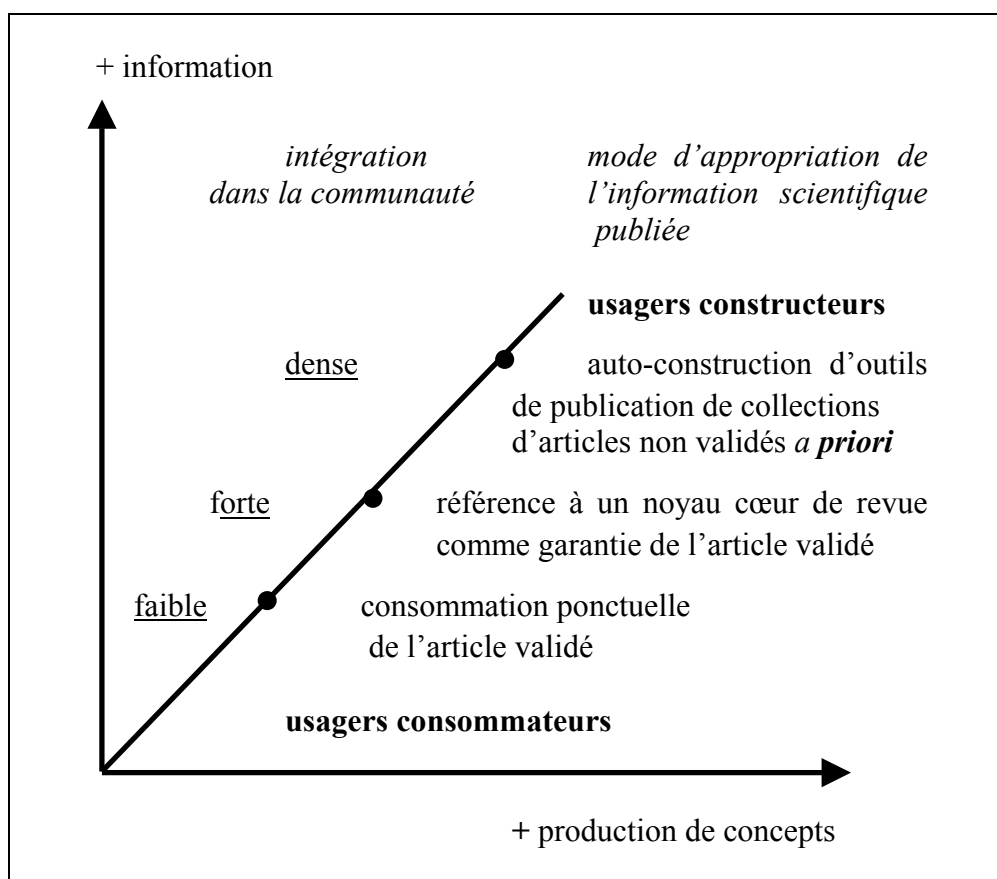 + information
intégration
dans la communauté
mode d’appropriation de
l’information scientifique
publiée
usagers constructeurs
dense
auto-construction d’outils
de publication de collections
d’articles non validés a priori
forte
référence à un noyau cœur de revue
comme garantie de l’article validé
faible
consommation ponctuelle
de l’article validé
usagers consommateurs
+ production de concepts